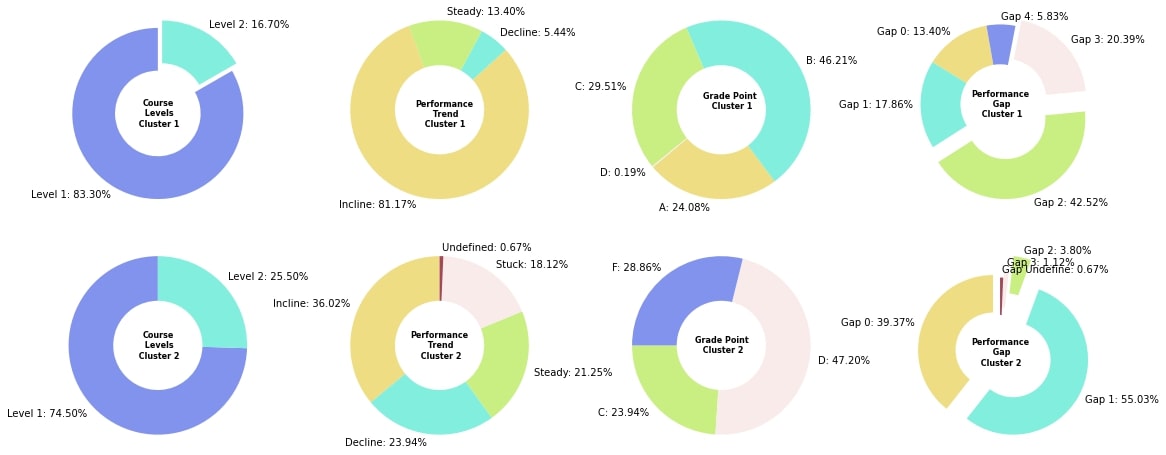 Level 2: 16.70%
Course
Levels
Cluster 1
Level 1: 83.30%
Steady: 13.40%
Decline: 5.44%
Performance
Trend
Cluster 1
Incline: 81.17%
B: 46.21%
C: 29.51%
Grade Point
Cluster 1
D: 0.19%
A: 24.08%
Gap 4: 5.83%
Gap 0: 13.40%
Gap 3: 20.39%
Gap 1: 17.86%
Performance
Gap
Cluster 1
Gap 2: 42.52%
Level 2: 25.50%
Course
Levels
Cluster 2
Level 1: 74.50%
Undefined: 0.67%
Stuck: 18.12%
Incline: 36.02%
Performance
Trend
Cluster 2
Steady: 21.25%
Decline: 23.94%
F: 28.86%
Grade Point
Cluster 2
D: 47.20%
C: 23.94%
Gap 2: 3.80%
Gap 3: 1.12%
Gap Undefine: 0.67%
Gap 0: 39.37%
Performance
Gap
Cluster 2
Gap 1: 55.03%